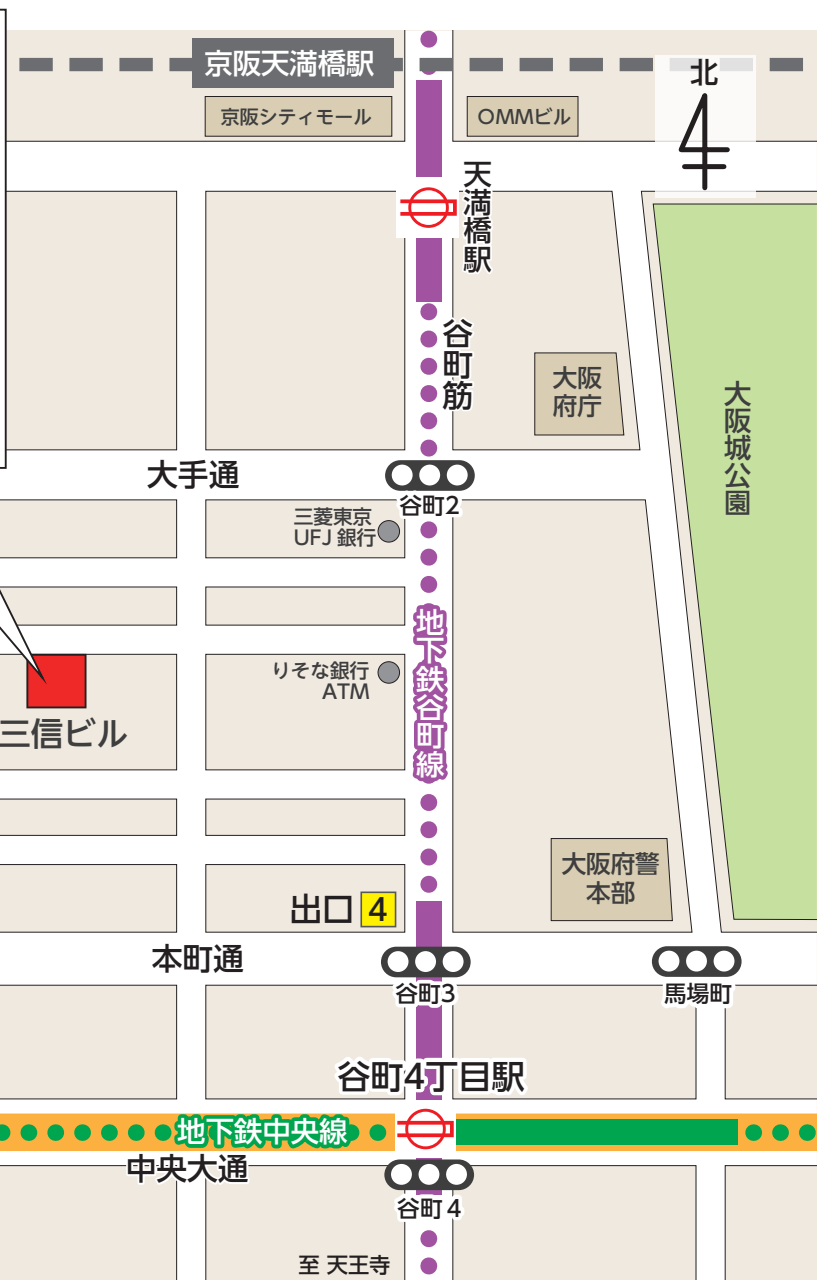 京阪天満橋駅
北
京阪シティモール
OMMビル
天満橋駅
谷町筋
大阪
府庁
大阪城公園
大手通
谷町2
三菱東京
UFJ 銀行
地下鉄谷町線
りそな銀行
ATM
三信ビル
大阪府警
本部
出口 4
本町通
谷町3
馬場町
谷町4丁目駅
地下鉄中央線
中央大通
谷町 4
至 天王寺